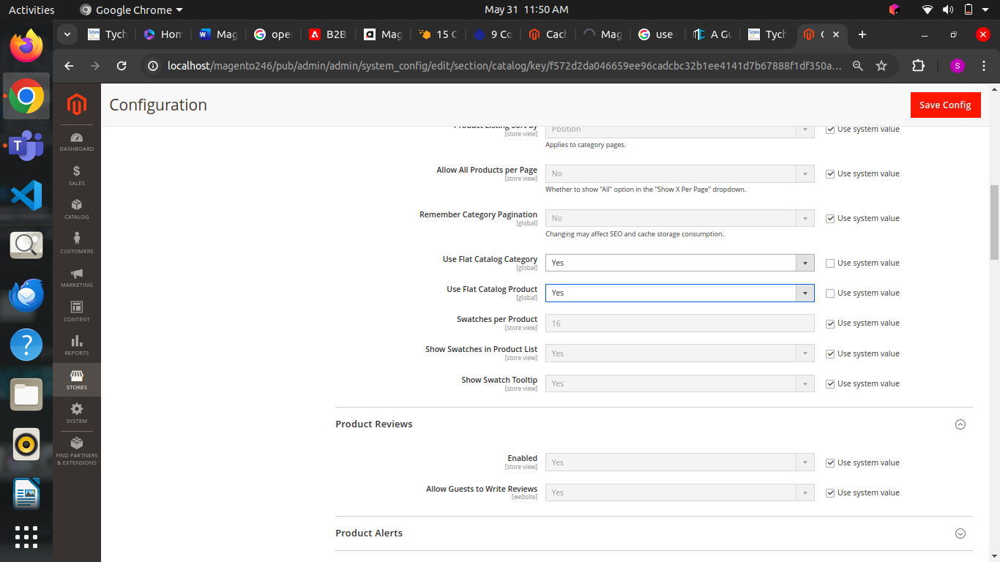 Activities Google Chrome May 31 11:50 AM
Tych Hom W Mag G ope B2B a Mag 15 C 9 Co Cach Mag G use A Gu Tych C
localhost/magento246/pub/admin/admin/system_config/edit/section/catalog/key/f572d2da046659ee96cadcbc32b1ee4141d7b67888f1df350a... S
Configuration Save Config
Product Listing Sort by Position Use system value
[store view]
Applies to category pages.
Allow All Products per Page No Use system value
[store view]
Whether to show "All" option in the "Show X Per Page" dropdown.
Remember Category Pagination No Use system value
[global]
Changing may affect SEO and cache storage consumption.
Use Flat Catalog Category Yes Use system value
[global]
Use Flat Catalog Product Yes Use system value
[global]
Swatches per Product 16 Use system value
[store view]
Show Swatches in Product List Yes Use system value
[store view]
Show Swatch Tooltip Yes Use system value
[store view]
Product Reviews
Enabled Yes Use system value
[store view]
Allow Guests to Write Reviews Yes Use system value
[website]
Product Alerts
DASHBOARD
$
SALES
CATALOG
CUSTOMERS
MARKETING
CONTENT
REPORTS
STORES
SYSTEM
FIND PARTNERS
& EXTENSIONS
T
?